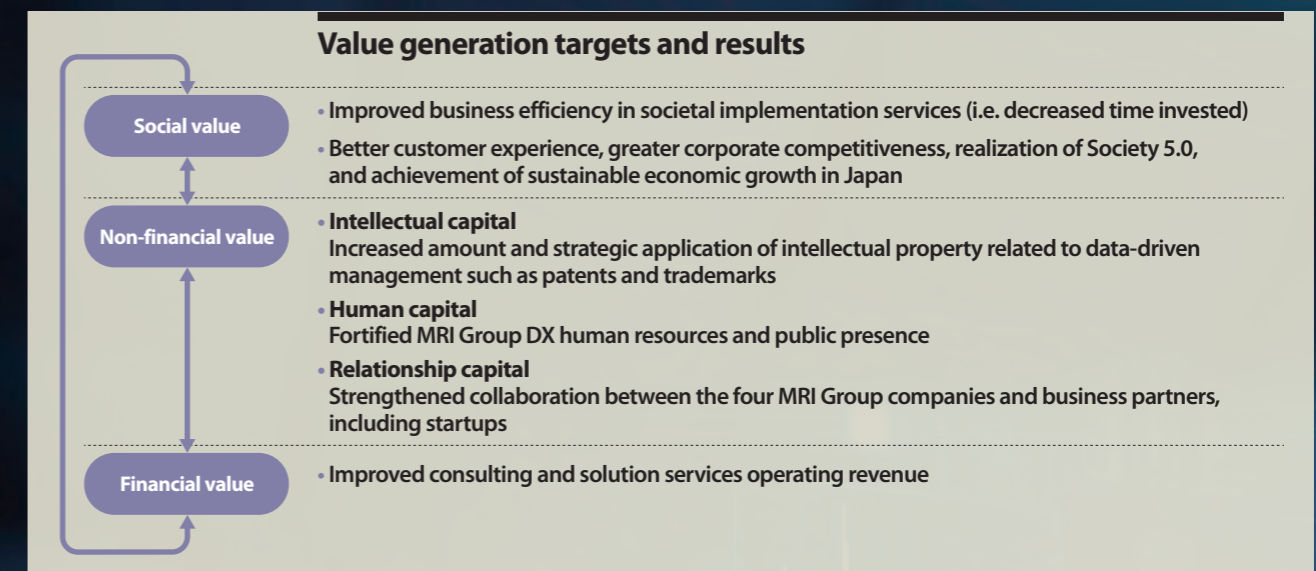 Value generation targets and results
Social value
• Improved business efficiency in societal implementation services (i.e. decreased time invested)
• Better customer experience, greater corporate competitiveness, realization of Society 5.0,
and achievement of sustainable economic growth in Japan
Non-financial value
• Intellectual capital
Increased amount and strategic application of intellectual property related to data-driven
management such as patents and trademarks
• Human capital
Fortified MRI Group DX human resources and public presence
• Relationship capital
Strengthened collaboration between the four MRI Group companies and business partners,
including startups
Financial value
• Improved consulting and solution services operating revenue